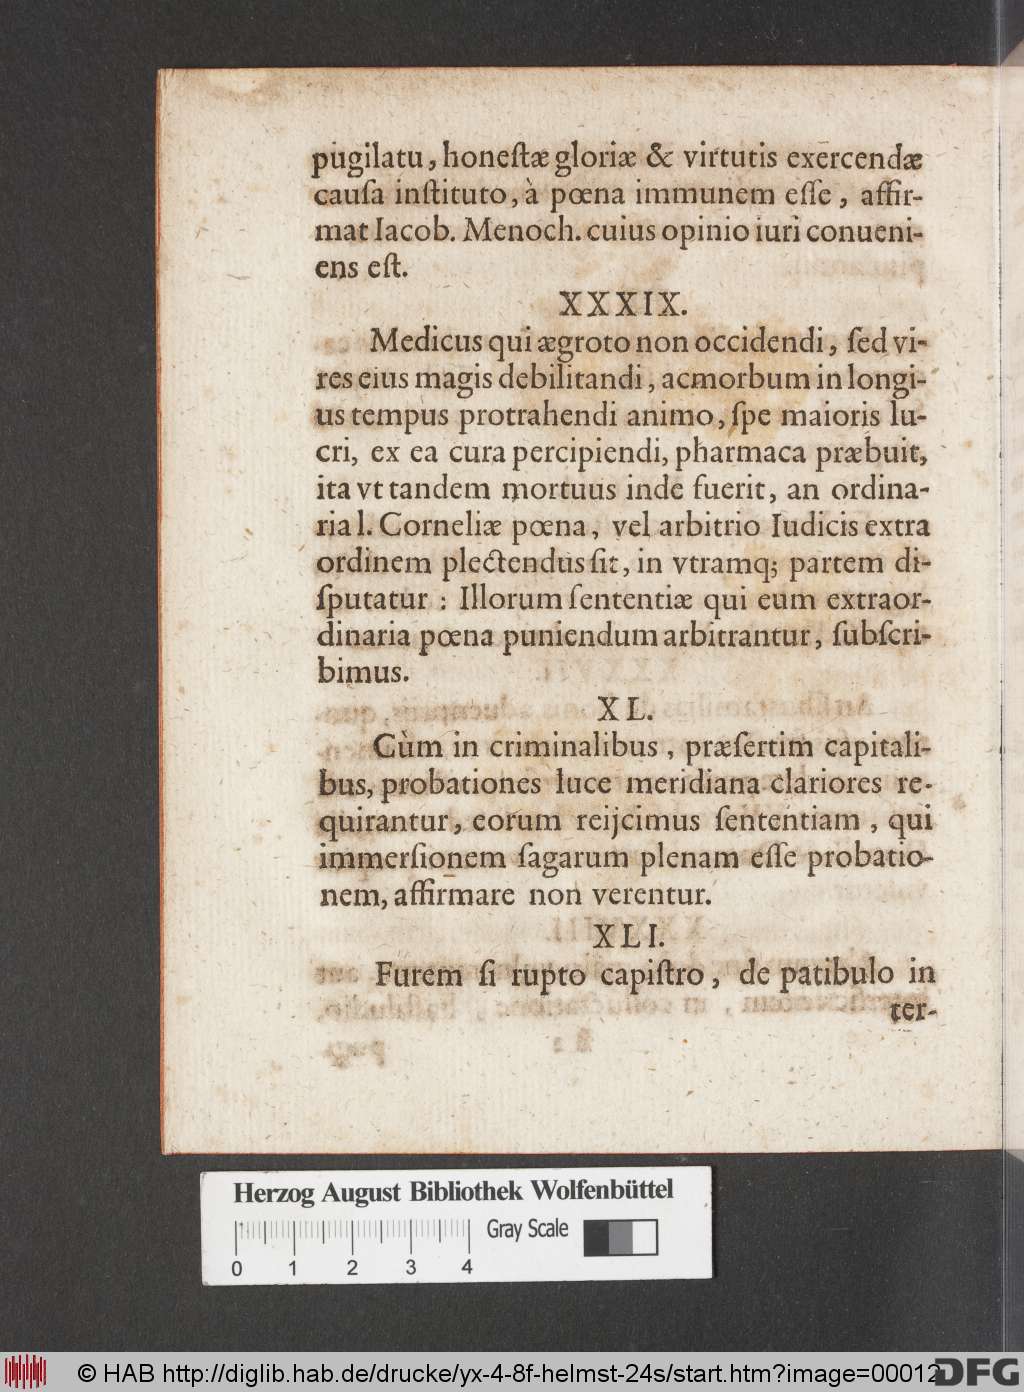 pugilatu, honeſtæ gloriæ & virtutis exercendæ
cauſa inſtituto, à pœna immunem eſſe, affir-
mat Iacob. Menoch. cuius opinio iuri conueni-
ens eſt.
XXXIX.
Medicus qui ægroto non occidendi, ſed vi-
res eius magis debilitandi, ac morbum in longi-
us tempus protrahendi animo, ſpe maioris lu-
cri, ex ea cura percipiendi, pharmaca præbuit,
ita vt tandem mortuus inde fuerit, an ordina-
ria l. Corneliæ pœna, vel arbitrio Iudicis extra
ordinem plectendus ſit, in vtramq; partem di-
ſputatur : Illorum ſententiæ qui eum extraor-
dinaria pœna puniendum arbitrantur, ſubſcri-
bimus.
XL.
Cùm in criminalibus, præſertim capitali-
bus, probationes luce meridiana clariores re-
quirantur, eorum reijcimus ſententiam, qui
immerſionem ſagarum plenam eſſe probatio-
nem, affirmare non verentur.
XLI.
Furem ſi rupto capiſtro, de patibulo in
ter-
Herzog August Bibliothek Wolfenbüttel
Gray Scale
0 1 2 3 4
© HAB http://diglib.hab.de/drucke/yx-4-8f-helmst-24s/start.htm?image=00012
DFG